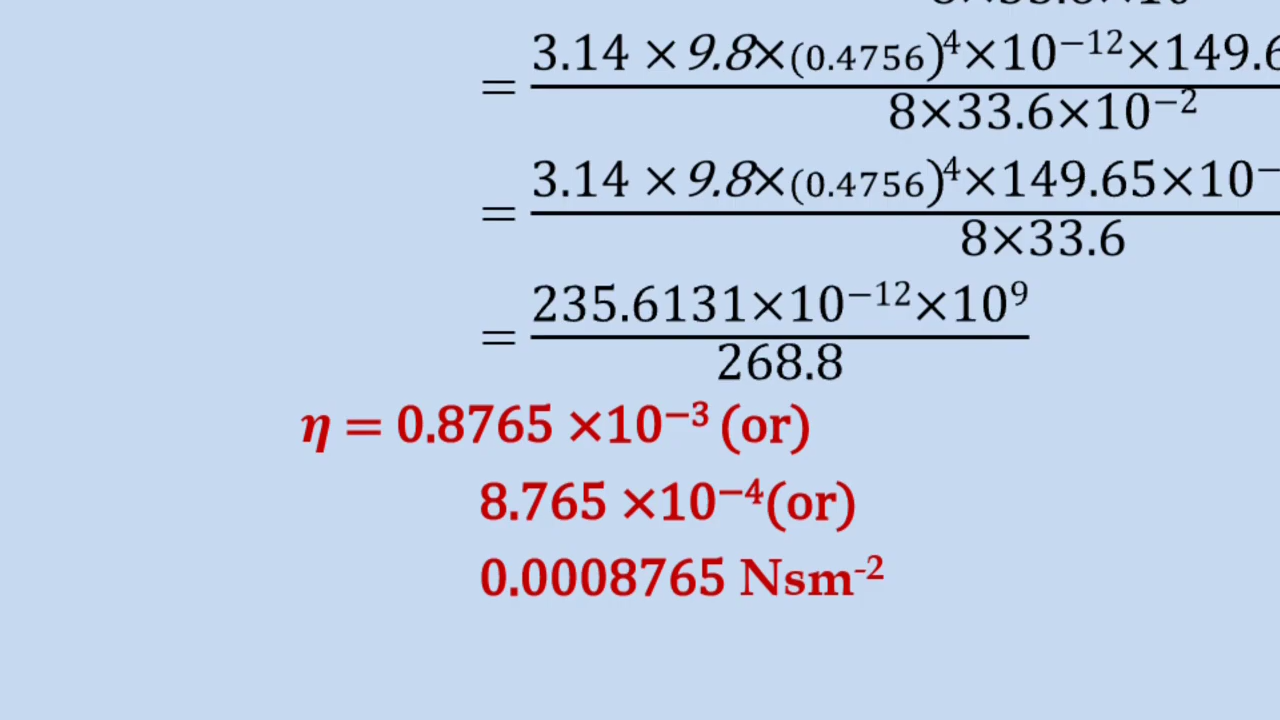 = 3.14 × 9.8×(0.4756)⁴×10⁻¹²×149.6
8×33.6×10⁻²
= 3.14 × 9.8×(0.4756)⁴×149.65×10⁻
8×33.6
= 235.6131×10⁻¹²×10⁹
268.8
η = 0.8765 ×10⁻³ (or)
8.765 ×10⁻⁴(or)
0.0008765 Nsm⁻²